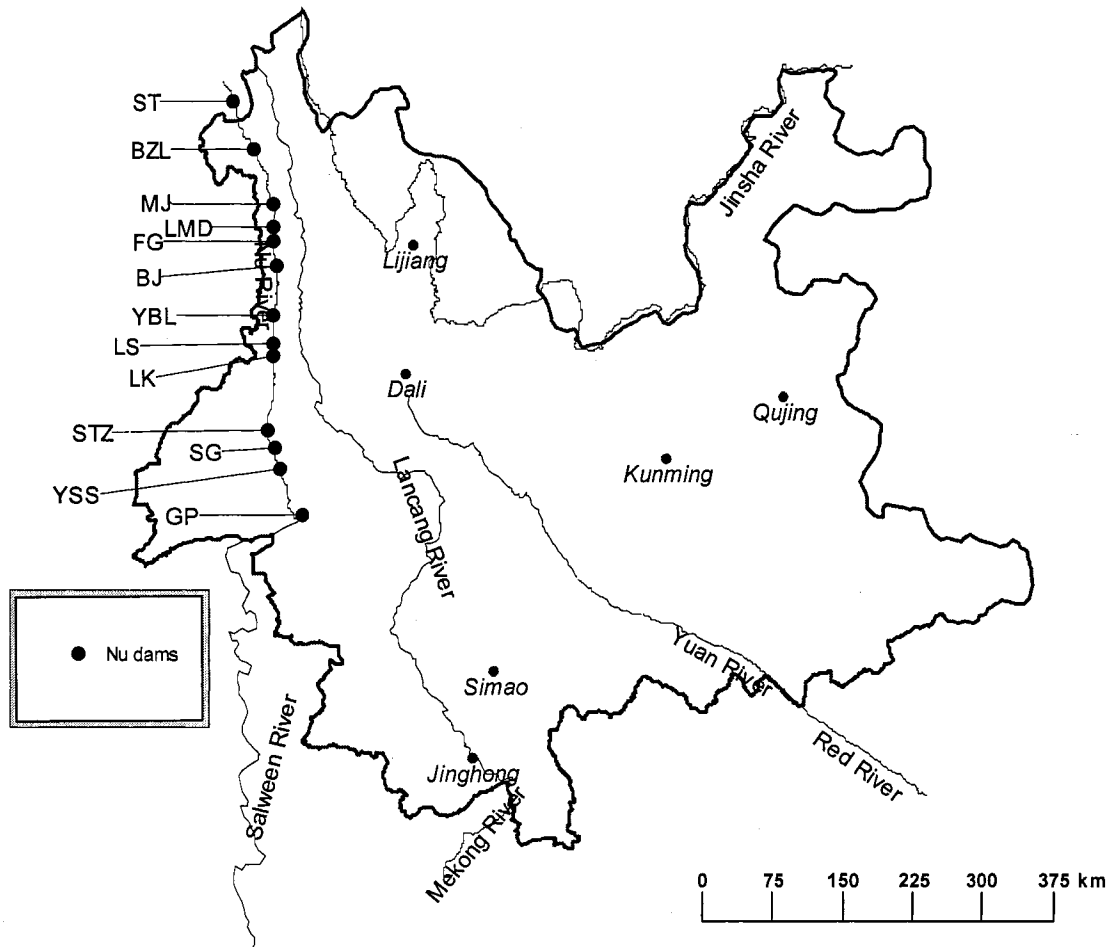 ST
BZL
MJ
LMD
FG
BJ
YBL
LS
LK
STZ
SG
YSS
GP
Nu River
Lijiang
Jinsha River
Dali
Qujing
Kunming
Lancang River
Nu dams
Simao
Yuan River
Salween River
Jinghong
Red River
Mekong River
0 75 150 225 300 375 km